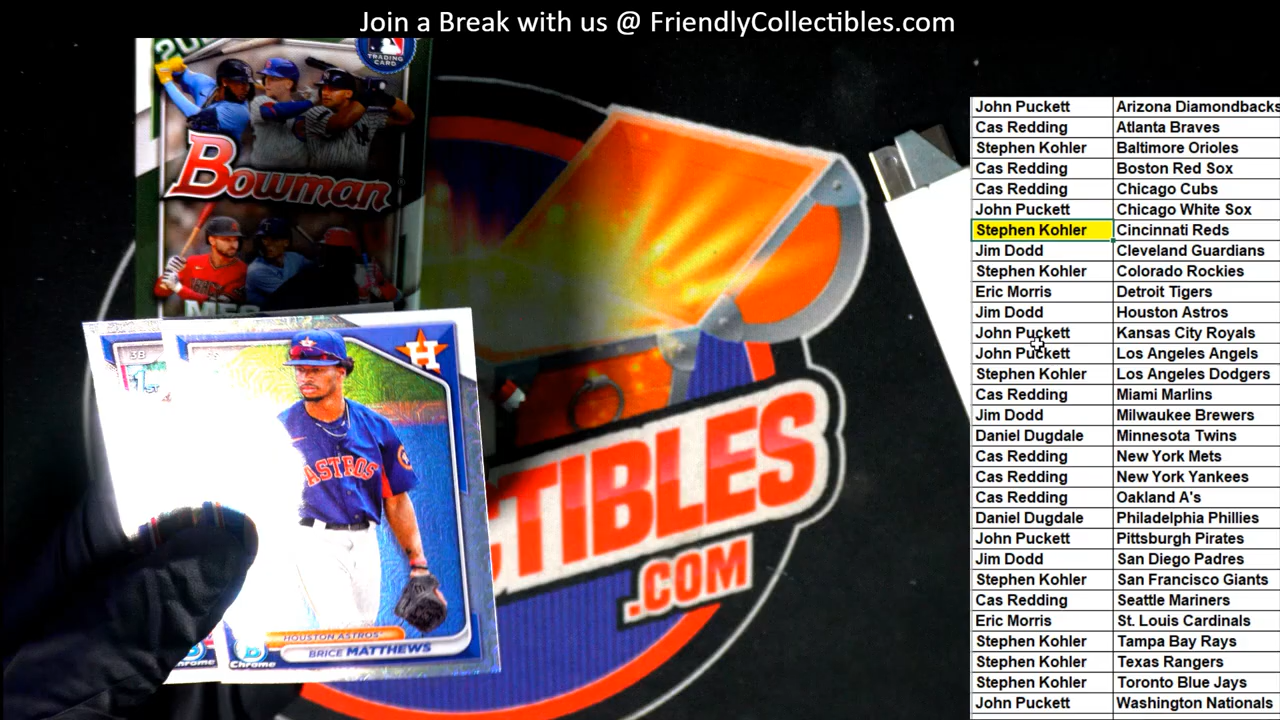 Join a Break with us @ FriendlyCollectibles.com
TRADING CARD
BOWMAN
1st
ASTROS
HOUSTON ASTROS
BRICE MATTHEWS
Chrome
Chrome
CTIBLES
.COM
John Puckett Arizona Diamondbacks
Cas Redding Atlanta Braves
Stephen Kohler Baltimore Orioles
Cas Redding Boston Red Sox
Cas Redding Chicago Cubs
John Puckett Chicago White Sox
Stephen Kohler Cincinnati Reds
Jim Dodd Cleveland Guardians
Stephen Kohler Colorado Rockies
Eric Morris Detroit Tigers
Jim Dodd Houston Astros
John Puckett Kansas City Royals
John Puckett Los Angeles Angels
Stephen Kohler Los Angeles Dodgers
Cas Redding Miami Marlins
Jim Dodd Milwaukee Brewers
Daniel Dugdale Minnesota Twins
Cas Redding New York Mets
Cas Redding New York Yankees
Cas Redding Oakland A's
Daniel Dugdale Philadelphia Phillies
John Puckett Pittsburgh Pirates
Jim Dodd San Diego Padres
Stephen Kohler San Francisco Giants
Cas Redding Seattle Mariners
Eric Morris St. Louis Cardinals
Stephen Kohler Tampa Bay Rays
Stephen Kohler Texas Rangers
Stephen Kohler Toronto Blue Jays
John Puckett Washington Nationals